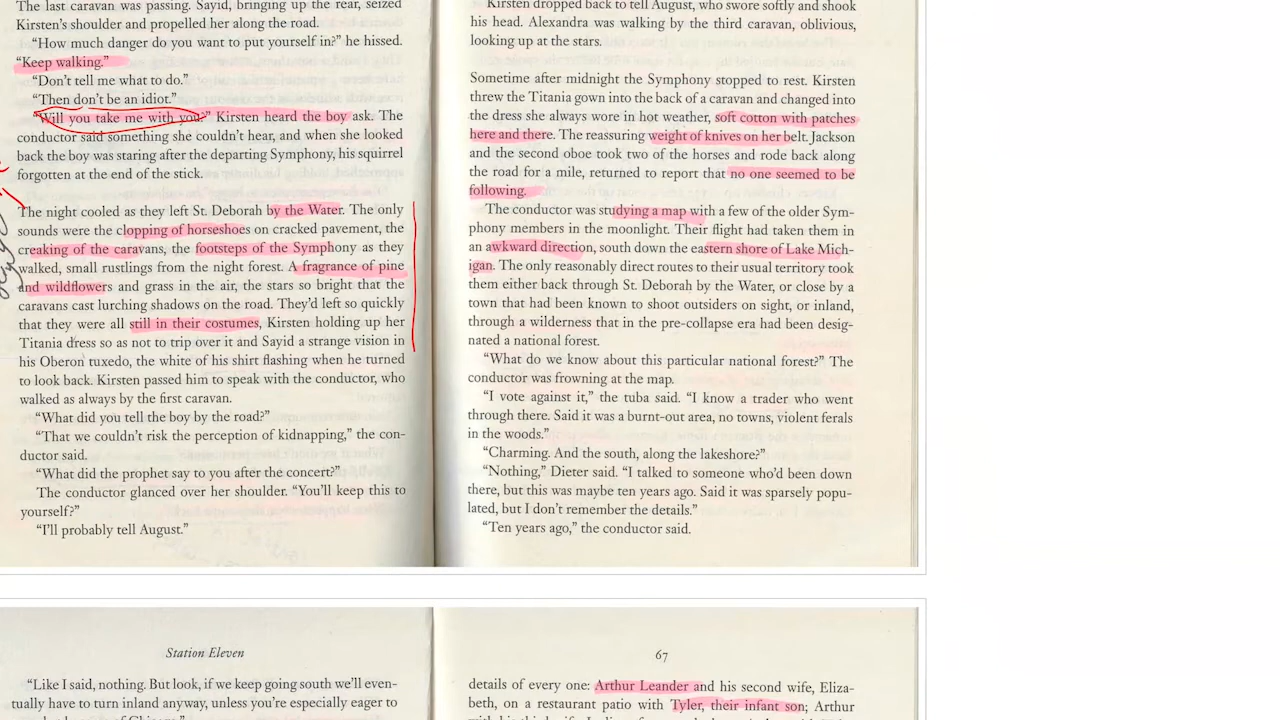 The last caravan was passing. Sayid, bringing up the rear, seized
Kirsten's shoulder and propelled her along the road.
“How much danger do you want to put yourself in?” he hissed.
“Keep walking.”
“Don't tell me what to do.”
“Then don't be an idiot.”
“Will you take me with you?” Kirsten heard the boy ask. The
conductor said something she couldn't hear, and when she looked
back the boy was staring after the departing Symphony, his squirrel
forgotten at the end of the stick.
The night cooled as they left St. Deborah by the Water. The only
sounds were the clopping of horseshoes on cracked pavement, the
creaking of the caravans, the footsteps of the Symphony as they
walked, small rustlings from the night forest. A fragrance of pine
and wildflowers and grass in the air, the stars so bright that the
caravans cast lurching shadows on the road. They'd left so quickly
that they were all still in their costumes, Kirsten holding up her
Titania dress so as not to trip over it and Sayid a strange vision in
his Oberon tuxedo, the white of his shirt flashing when he turned
to look back. Kirsten passed him to speak with the conductor, who
walked as always by the first caravan.
“What did you tell the boy by the road?”
“That we couldn't risk the perception of kidnapping,” the con-
ductor said.
“What did the prophet say to you after the concert?”
The conductor glanced over her shoulder. “You'll keep this to
yourself?”
“I'll probably tell August.”
Kirsten dropped back to tell August, who swore softly and shook
his head. Alexandra was walking by the third caravan, oblivious,
looking up at the stars.
Sometime after midnight the Symphony stopped to rest. Kirsten
threw the Titania gown into the back of a caravan and changed into
the dress she always wore in hot weather, soft cotton with patches
here and there. The reassuring weight of knives on her belt. Jackson
and the second oboe took two of the horses and rode back along
the road for a mile, returned to report that no one seemed to be
following.
The conductor was studying a map with a few of the older Sym-
phony members in the moonlight. Their flight had taken them in
an awkward direction, south down the eastern shore of Lake Mich-
igan. The only reasonably direct routes to their usual territory took
them either back through St. Deborah by the Water, or close by a
town that had been known to shoot outsiders on sight, or inland,
through a wilderness that in the pre-collapse era had been desig-
nated a national forest.
“What do we know about this particular national forest?” The
conductor was frowning at the map.
“I vote against it,” the tuba said. “I know a trader who went
through there. Said it was a burnt-out area, no towns, violent ferals
in the woods.”
“Charming. And the south, along the lakeshore?”
“Nothing,” Dieter said. “I talked to someone who'd been down
there, but this was maybe ten years ago. Said it was sparsely popu-
lated, but I don't remember the details.”
“Ten years ago,” the conductor said.
Station Eleven
“Like I said, nothing. But look, if we keep going south we'll even-
tually have to turn inland anyway, unless you're especially eager to
67
details of every one: Arthur Leander and his second wife, Eliza-
beth, on a restaurant patio with Tyler, their infant son; Arthur